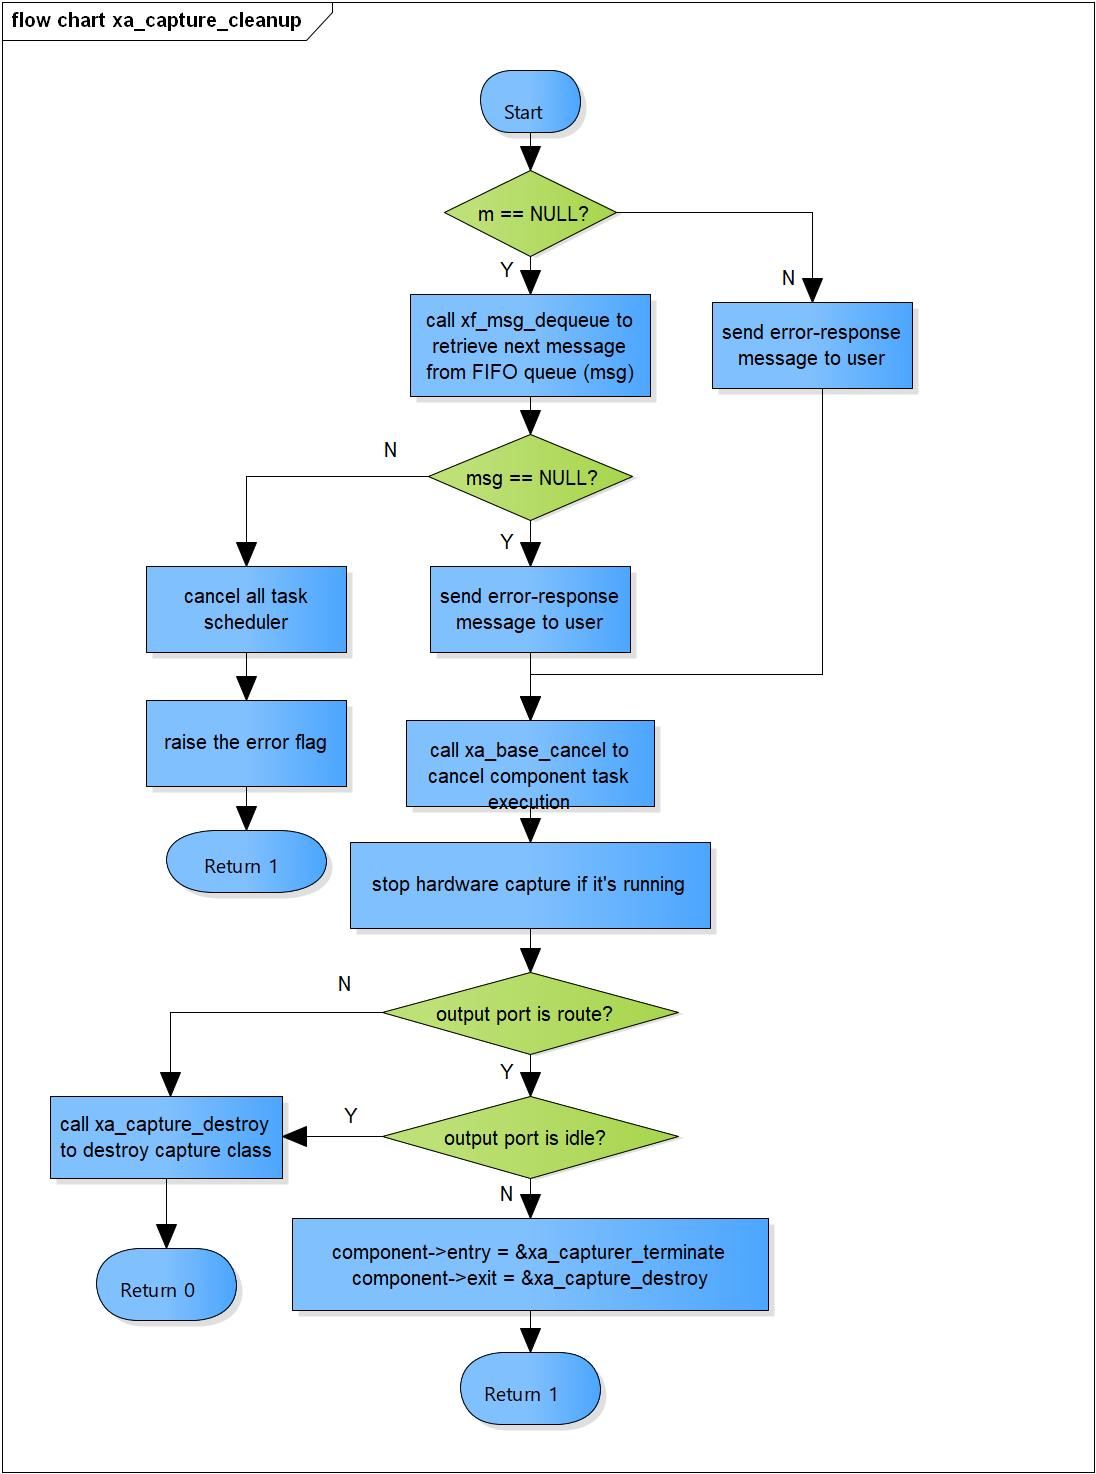 flow chart xa_capture_cleanup
Start
m == NULL?
Y
N
call xf_msg_dequeue to
retrieve next message
from FIFO queue (msg)
send error-response
message to user
N
msg == NULL?
Y
cancel all task
scheduler
send error-response
message to user
raise the error flag
call xa_base_cancel to
cancel component task
execution
Return 1
stop hardware capture if it's running
N
output port is route?
Y
call xa_capture_destroy
to destroy capture class
Y
output port is idle?
N
component->entry = &xa_capturer_terminate
component->exit = &xa_capture_destroy
Return 0
Return 1